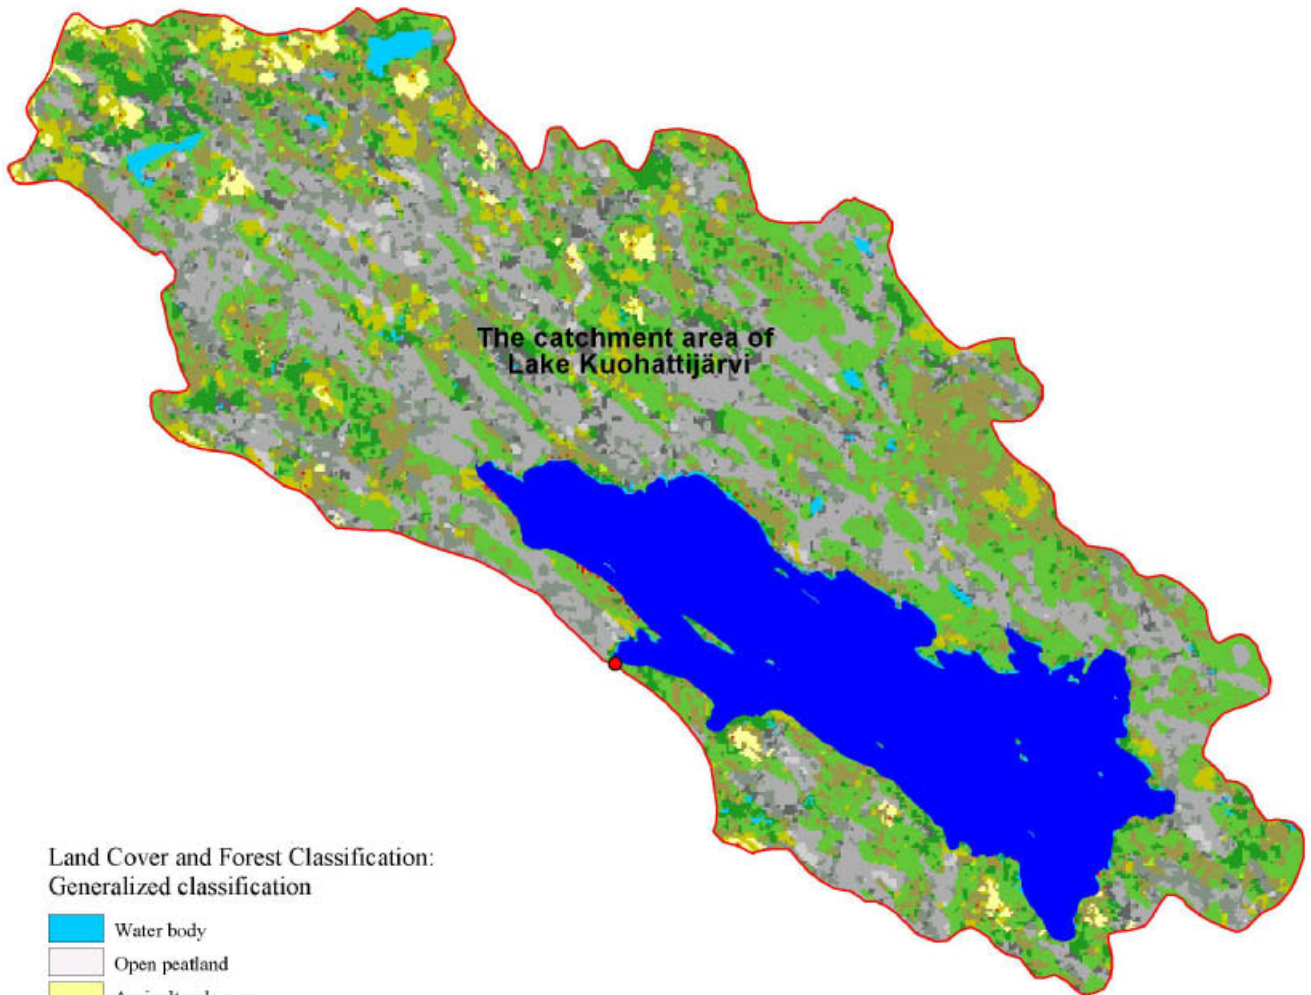 The catchment area of
Lake Kuohattijärvi
Land Cover and Forest Classification:
Generalized classification
Water body
Open peatland